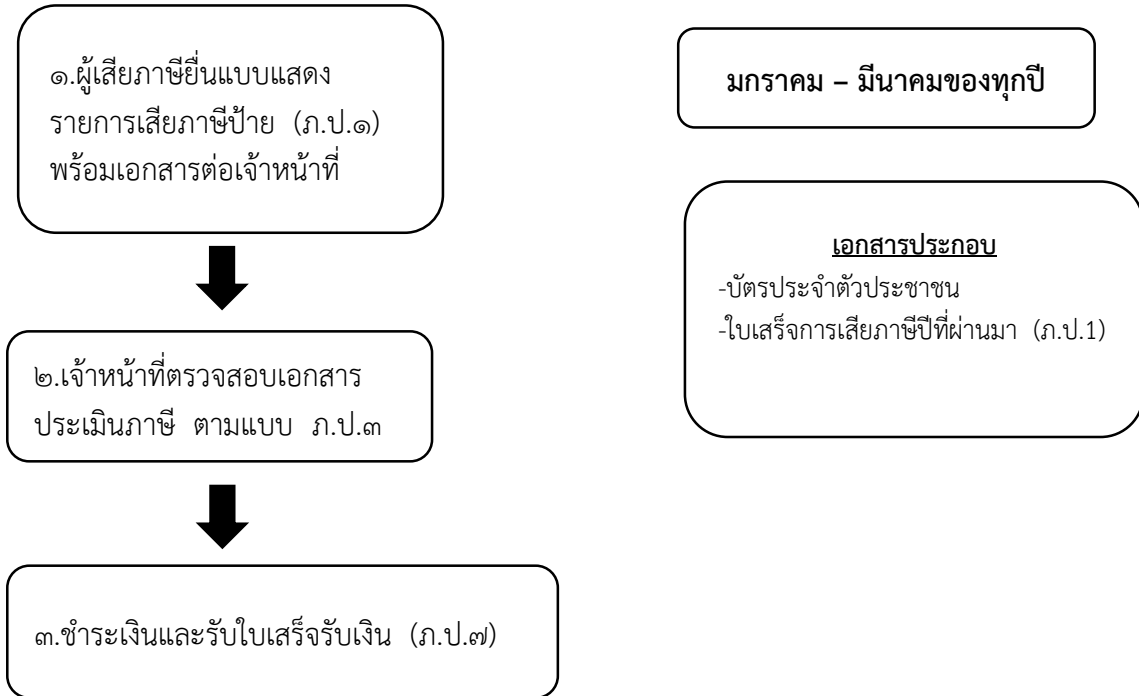 ๑.ผู้เสียภาษียื่นแบบแสดง
รายการเสียภาษีป้าย (ภ.ป.๑)
พร้อมเอกสารต่อเจ้าหน้าที่
๒.เจ้าหน้าที่ตรวจสอบเอกสาร
ประเมินภาษี ตามแบบ ภ.ป.๓
๓.ชำระเงินและรับใบเสร็จรับเงิน (ภ.ป.๗)
มกราคม – มีนาคมของทุกปี
เอกสารประกอบ
-บัตรประจำตัวประชาชน
-ใบเสร็จการเสียภาษีปีที่ผ่านมา (ภ.ป.1)